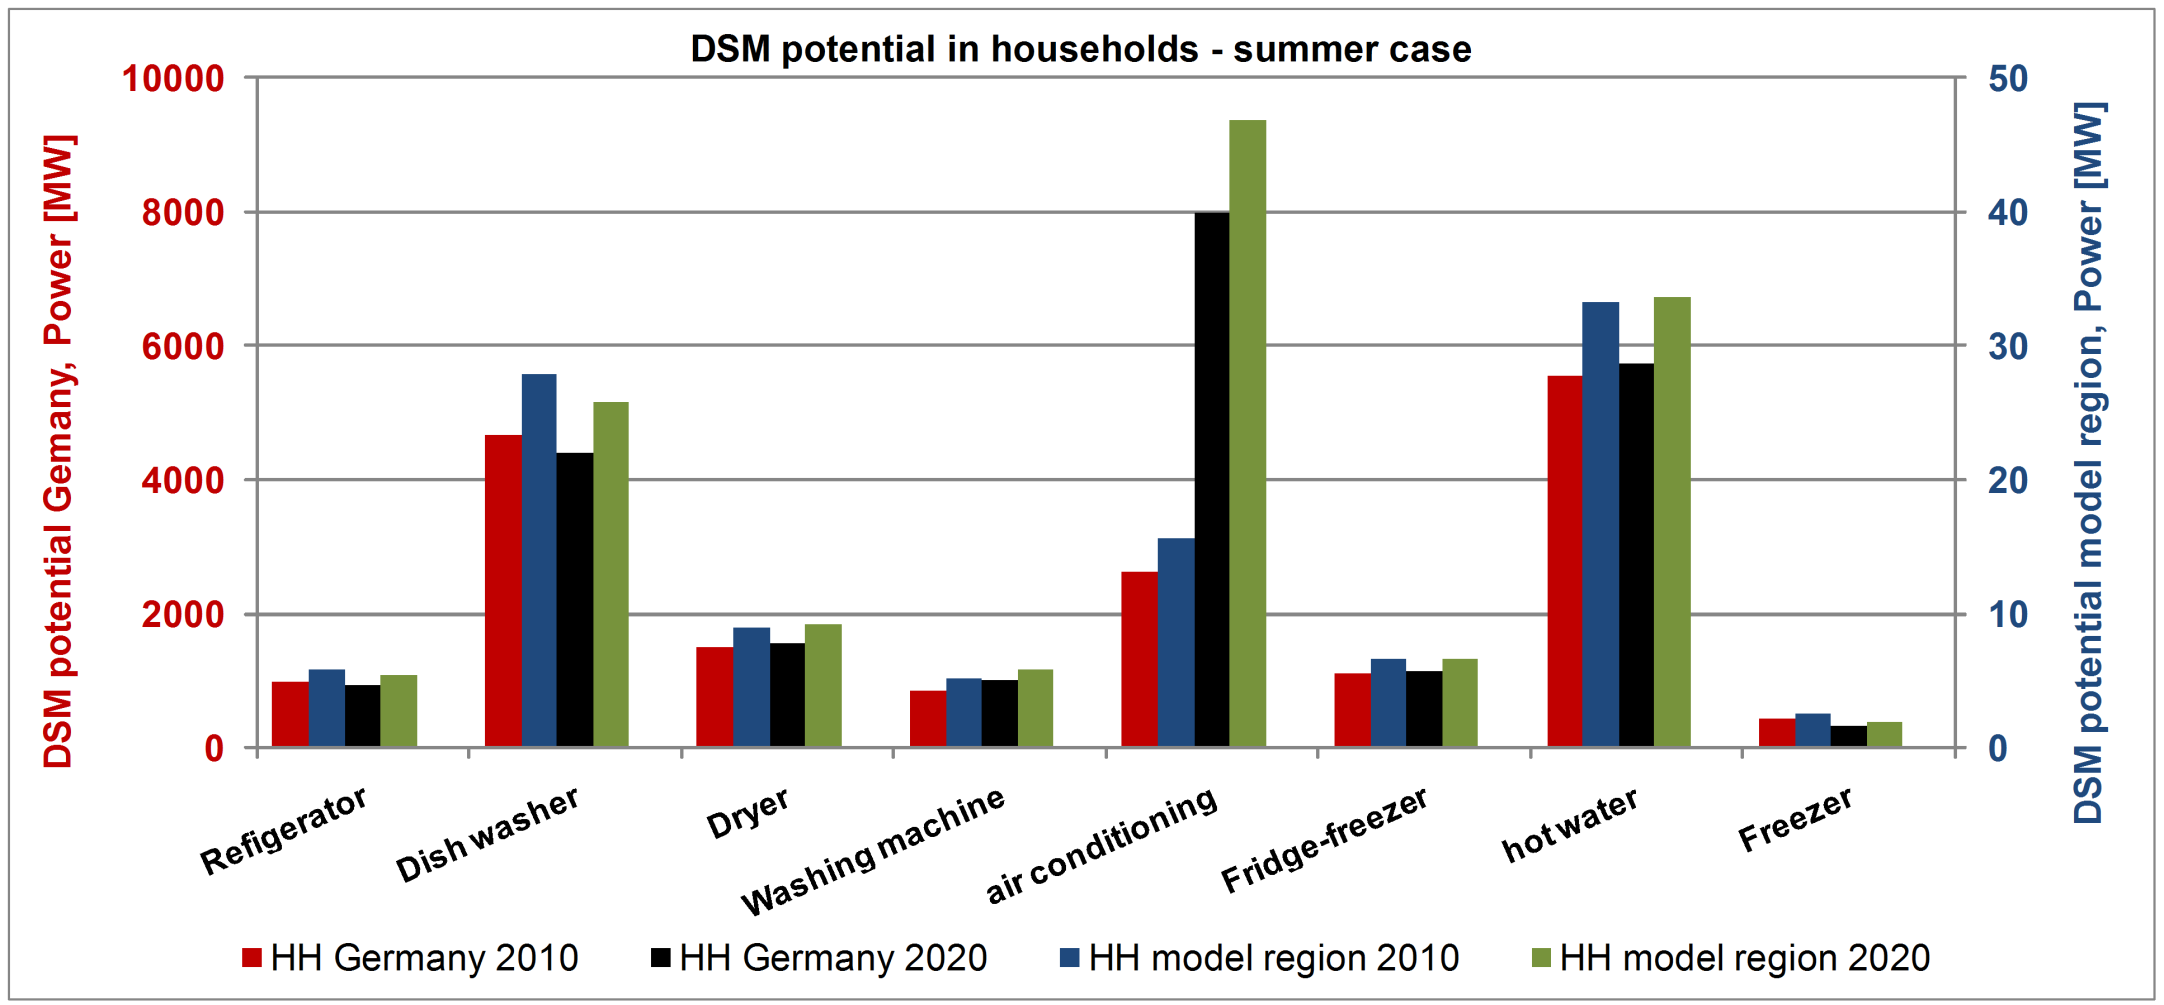 DSM potential in households - summer case
DSM potential Gemany, Power [MW]
10000
8000
6000
4000
2000
0
50
40
30
20
10
0
DSM potential model region, Power [MW]
Refigerator
Dish washer
Dryer
Washing machine
air conditioning
Fridge-freezer
hot water
Freezer
HH Germany 2010
HH Germany 2020
HH model region 2010
HH model region 2020